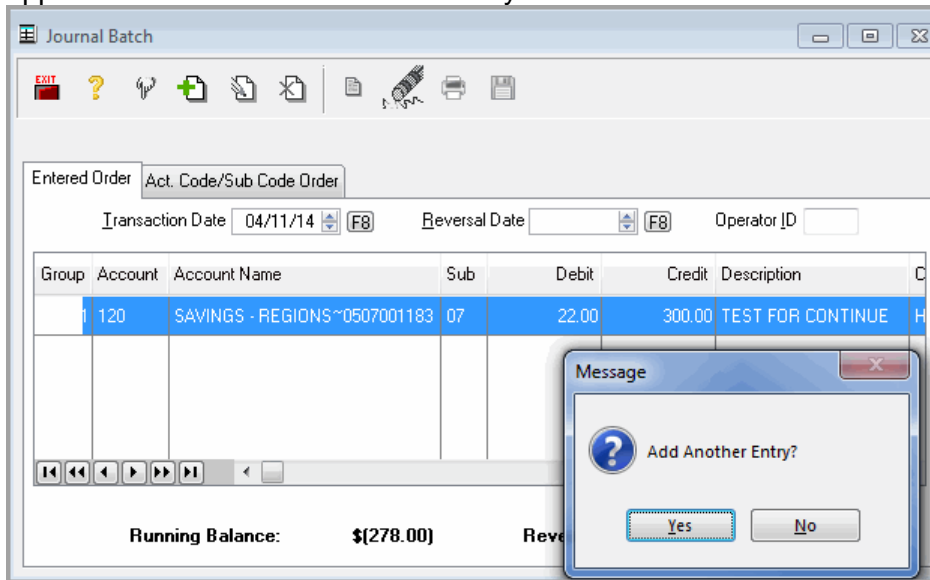 Journal Batch
EXIT
Entered Order Act. Code/Sub Code Order
Transaction Date 04/11/14 F8 Reversal Date F8 Operator ID
Group Account Account Name Sub Debit Credit Description
1 120 SAVINGS - REGIONS~0507001183 07 22.00 300.00 TEST FOR CONTINUE H
Message
Add Another Entry?
Yes No
Running Balance: $(278.00)